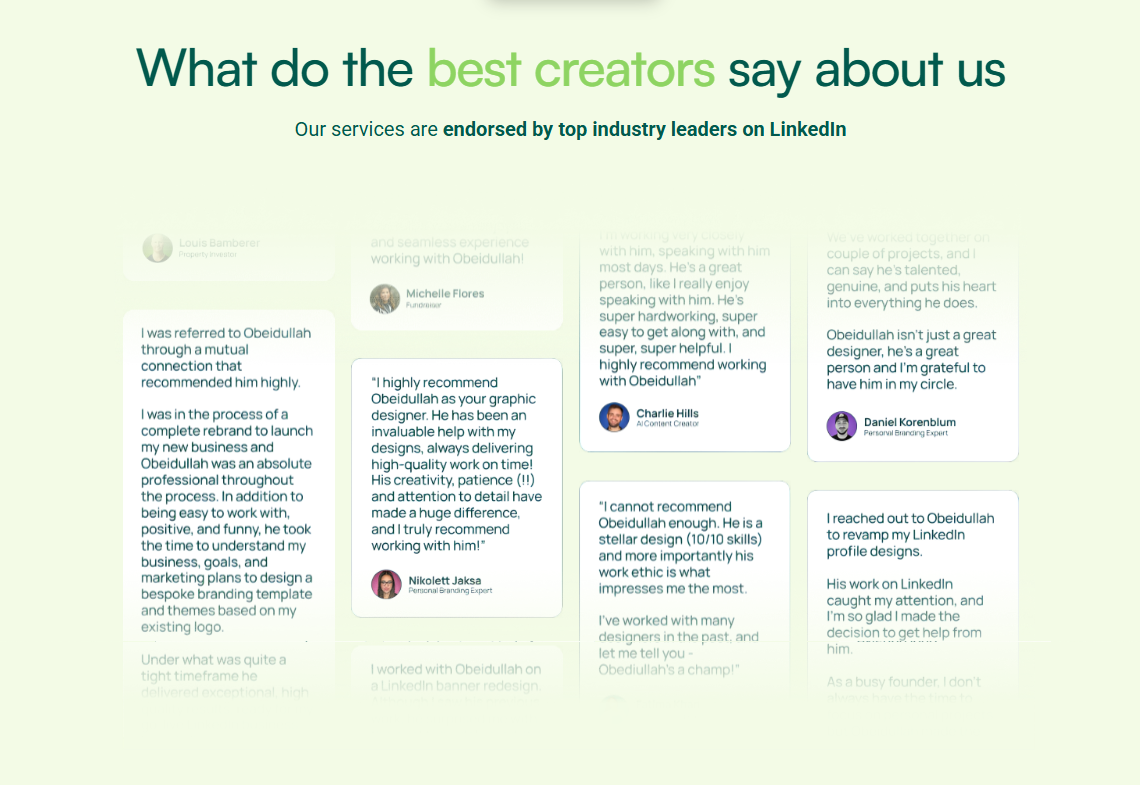 What do the best creators say about us
Our services are endorsed by top industry leaders on LinkedIn
Louis Bamberer
Property Investor
I was referred to Obeidullah
through a mutual
connection that
recommended him highly.
I was in the process of a
complete rebrand to launch
my new business and
Obeidullah was an absolute
professional throughout
the process. In addition to
being easy to work with,
positive, and funny, he took
the time to understand my
business, goals, and
marketing plans to design a
bespoke branding template
and themes based on my
existing logo.
Under what was quite a
tight timeframe he
delivered exceptional, high
and seamless experience
working with Obeidullah!
Michelle Flores
Fundraiser
“I highly recommend
Obeidullah as your graphic
designer. He has been an
invaluable help with my
designs, always delivering
high-quality work on time!
His creativity, patience (!!)
and attention to detail have
made a huge difference,
and I truly recommend
working with him!”
Nikolett Jaksa
Personal Branding Expert
I worked with Obeidullah on
a LinkedIn banner redesign.
I'm working very closely
with him, speaking with him
most days. He's a great
person, like I really enjoy
speaking with him. He's
super hardworking, super
easy to get along with, and
super, super helpful. I
highly recommend working
with Obeidullah”
Charlie Hills
AI Content Creator
“I cannot recommend
Obeidullah enough. He is a
stellar design (10/10 skills)
and more importantly his
work ethic is what
impresses me the most.
I've worked with many
designers in the past, and
let me tell you -
Obediullah's a champ!”
We've worked together on
couple of projects, and I
can say he's talented,
genuine, and puts his heart
into everything he does.
Obeidullah isn't just a great
designer, he's a great
person and I'm grateful to
have him in my circle.
Daniel Korenblum
Personal Branding Expert
I reached out to Obeidullah
to revamp my LinkedIn
profile designs.
His work on LinkedIn
caught my attention, and
I'm so glad I made the
decision to get help from
him.
As a busy founder, I don't
always have the time to